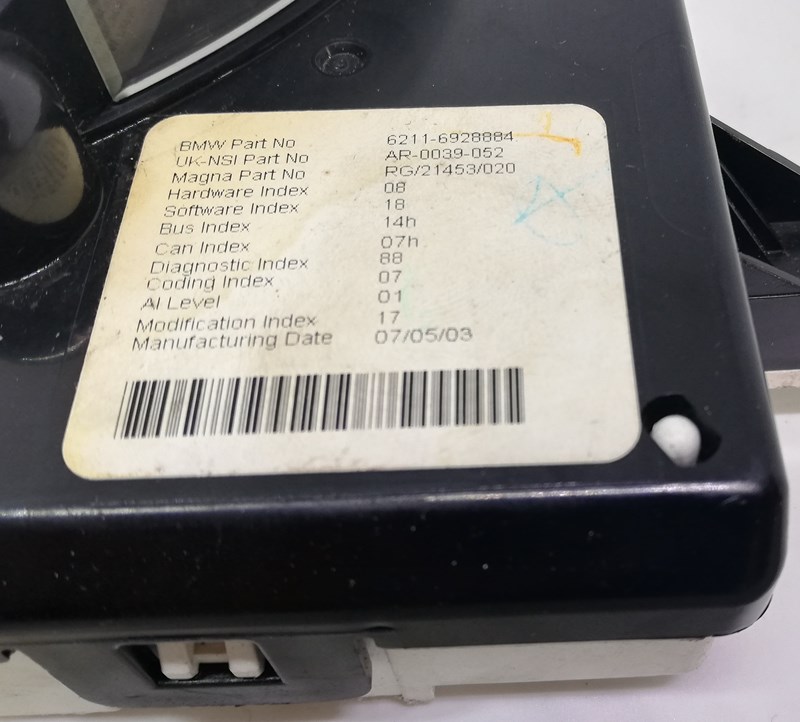 BMW Part No 6211-6928884
UK-NSI Part No AR-0039-052
Magna Part No RG/21453/020
Hardware Index 08
Software Index 18
Bus Index 14h
Can Index 07h
Diagnostic Index 88
Coding Index 07
AI Level 01
Modification Index 17
Manufacturing Date 07/05/03